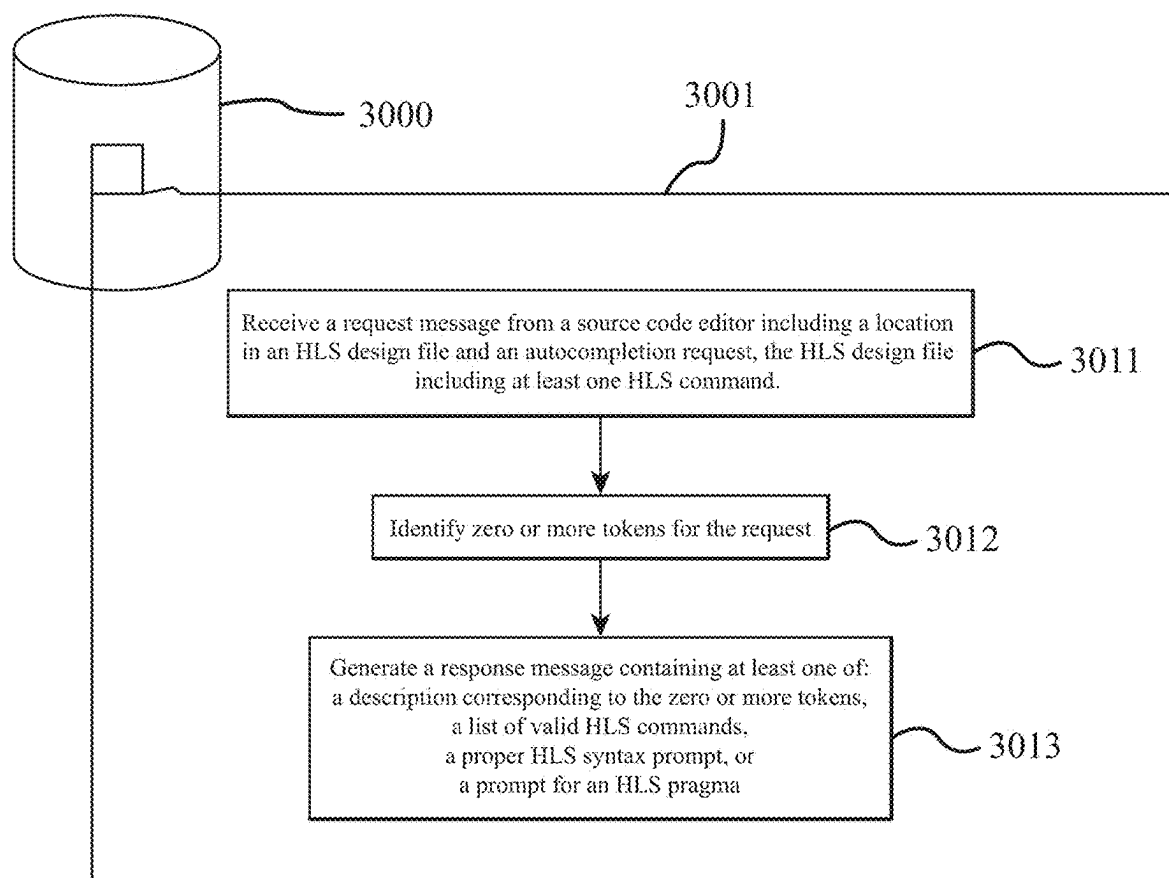 3000
3001
Receive a request message from a source code editor including a location
in an HLS design file and an autocompletion request, the HLS design file
including at least one HLS command.
3011
Identify zero or more tokens for the request
3012
Generate a response message containing at least one of:
a description corresponding to the zero or more tokens,
a list of valid HLS commands,
a proper HLS syntax prompt, or
a prompt for an HLS pragma
3013